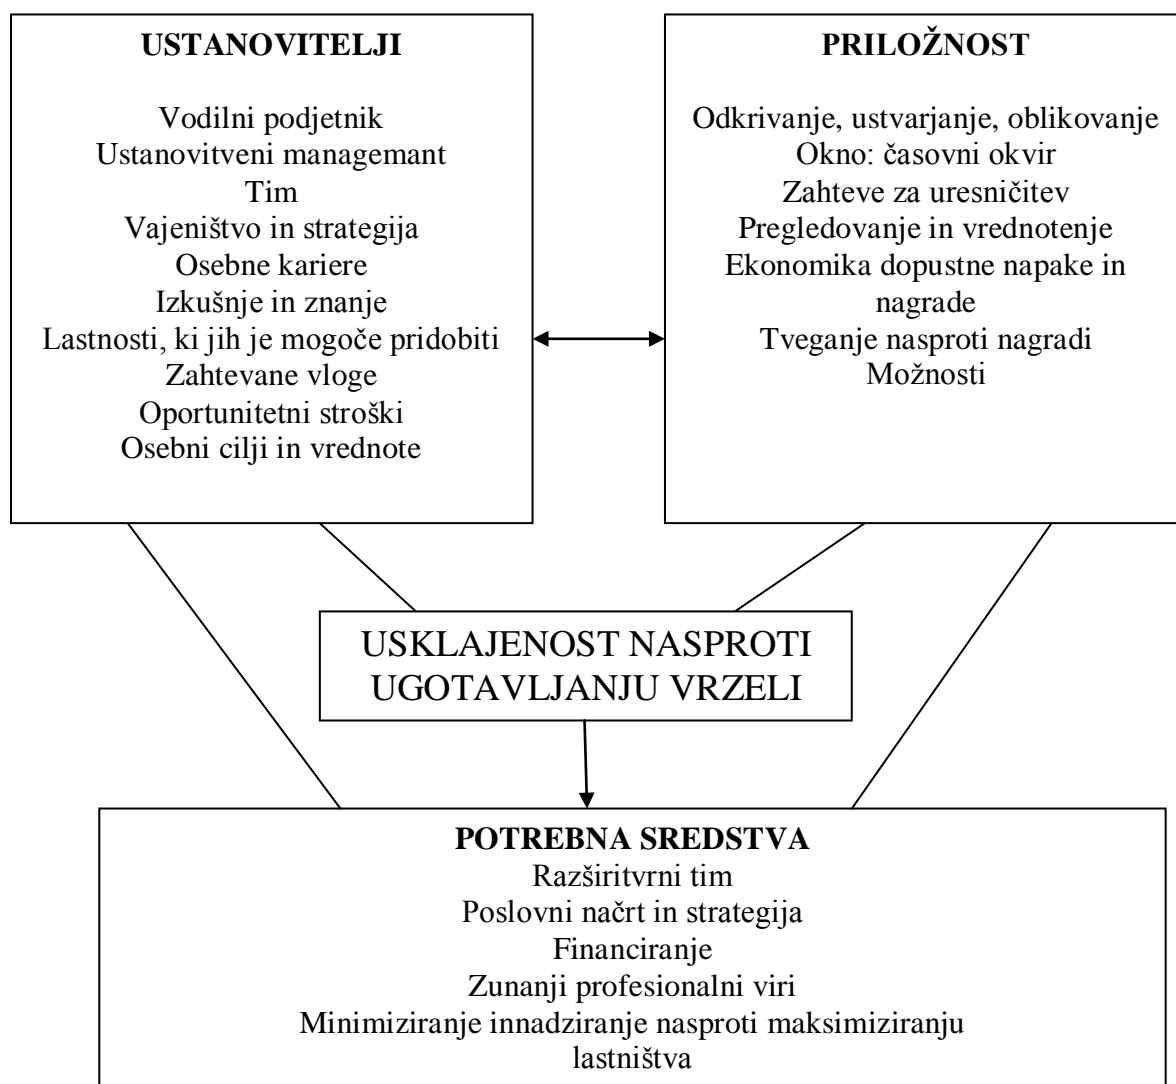 USTANOVITELJI
Vodilni podjetnik
Ustanovitveni managemant
Tim
Vajeništvo in strategija
Osebne kariere
Izkušnje in znanje
Lastnosti, ki jih je mogoče pridobiti
Zahtevane vloge
Oportunitetni stroški
Osebni cilji in vrednote
PRILOŽNOST
Odkrivanje, ustvarjanje, oblikovanje
Okno: časovni okvir
Zahteve za uresničitev
Pregledovanje in vrednotenje
Ekonomika dopustne napake in
nagrade
Tveganje nasproti nagradi
Možnosti
USKLAJENOST NASPROTI
UGOTAVLJANJU VRZELI
POTREBNA SREDSTVA
Razširitvrni tim
Poslovni načrt in strategija
Financiranje
Zunanji profesionalni viri
Minimiziranje innadziranje nasproti maksimiziranju
lastništva